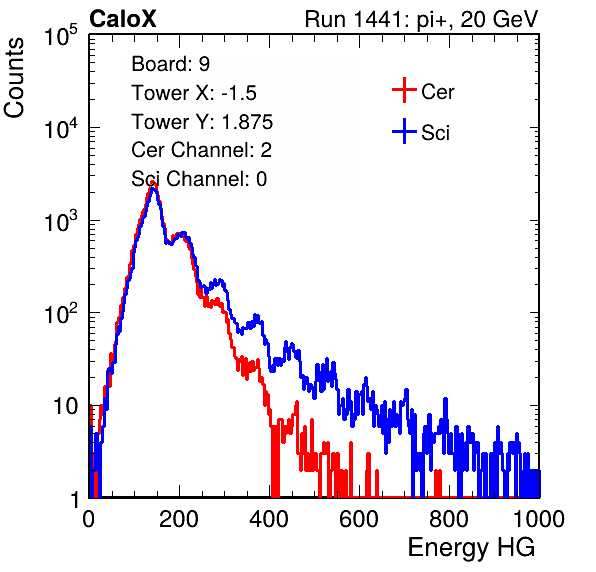 CaloX
Run 1441: pi+, 20 GeV
Counts
Board: 9
Tower X: -1.5
Tower Y: 1.875
Cer Channel: 2
Sci Channel: 0
Cer
Sci
10^5
10^4
10^3
10^2
10
1
0 200 400 600 800 1000
Energy HG